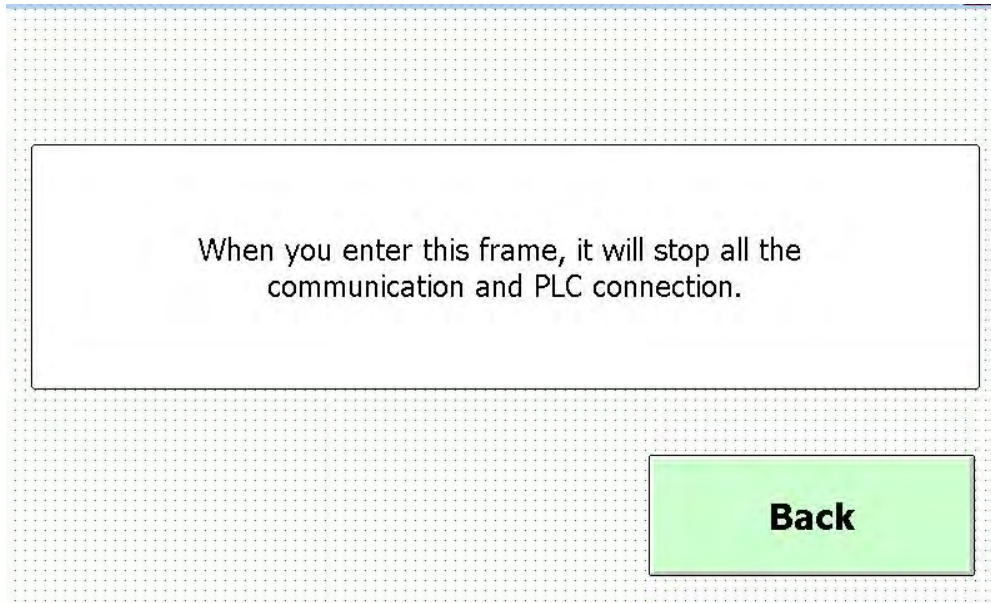 When you enter this frame, it will stop all the
communication and PLC connection.
Back